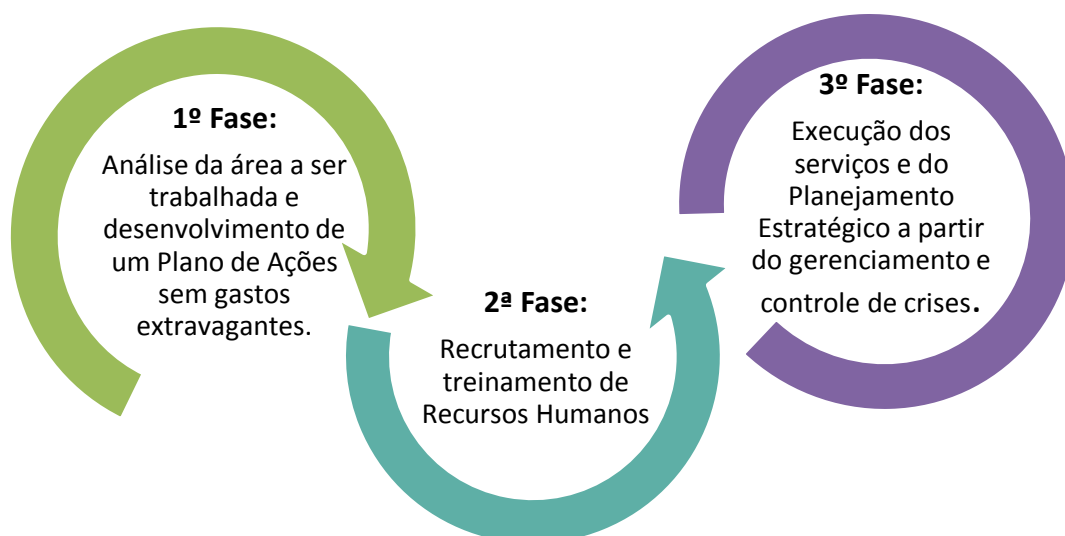 1º Fase:
Análise da área a ser
trabalhada e
desenvolvimento de
um Plano de Ações
sem gastos
extravagantes.
2ª Fase:
Recrutamento e
treinamento de
Recursos Humanos
3º Fase:
Execução dos
serviços e do
Planejamento
Estratégico a partir
do gerenciamento e
controle de crises.